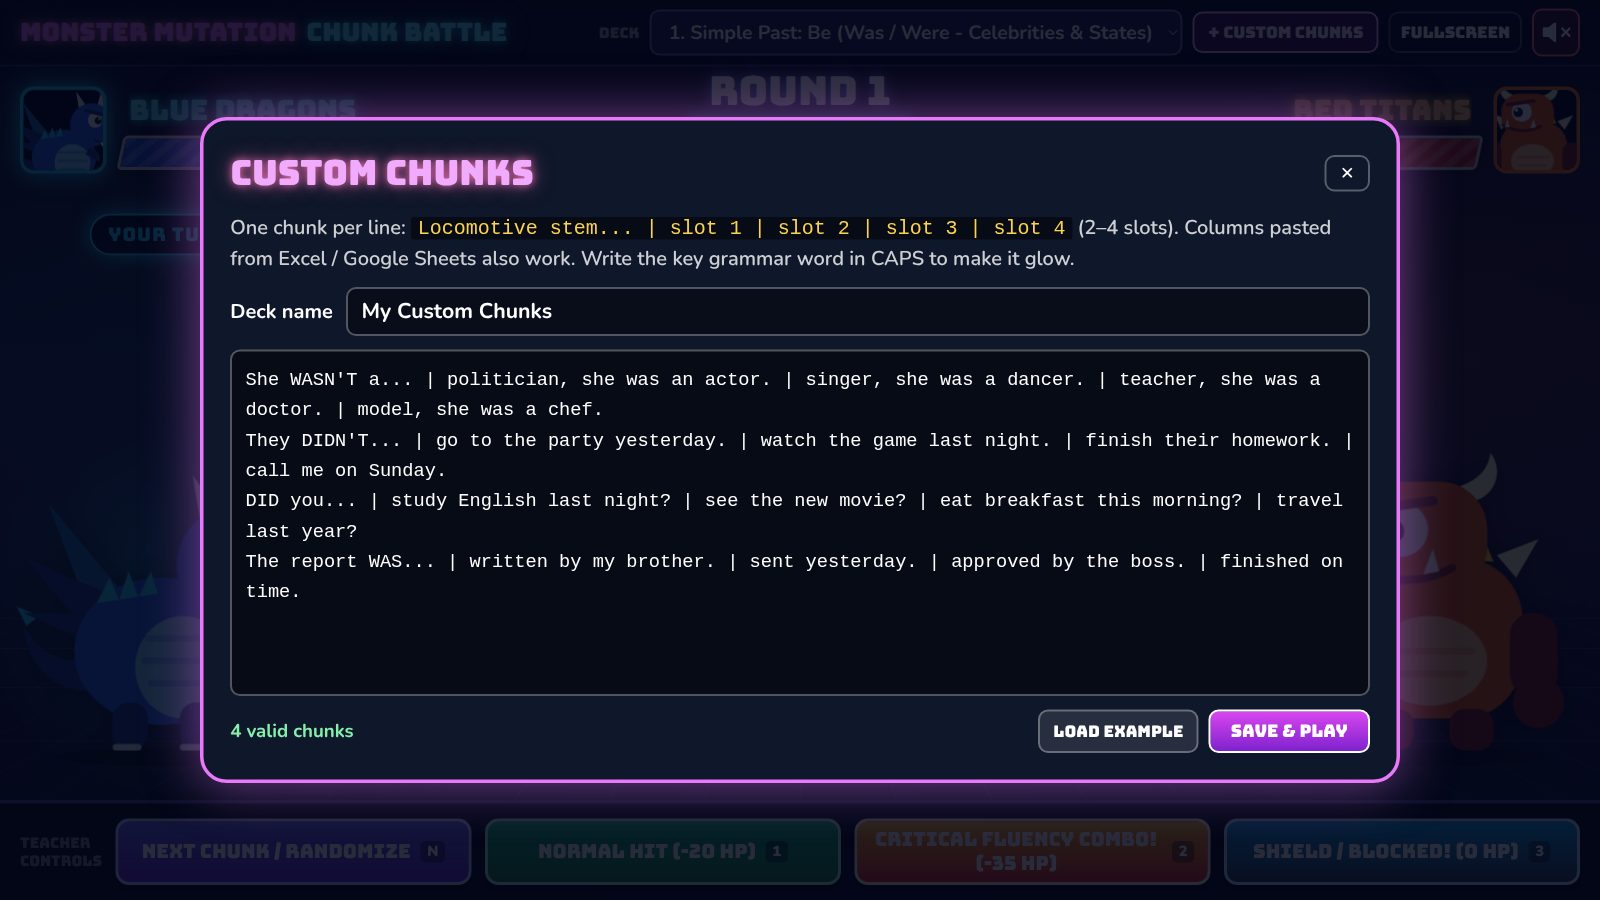 MONSTER MUTATION CHUNK BATTLE
DECK
1. Simple Past: Be (Was / Were - Celebrities & States)
+ CUSTOM CHUNKS
FULLSCREEN
ROUND 1
BLUE DRAGONS
RED TITANS
YOUR TU
CUSTOM CHUNKS
✕
One chunk per line: Locomotive stem... | slot 1 | slot 2 | slot 3 | slot 4 (2–4 slots). Columns pasted
from Excel / Google Sheets also work. Write the key grammar word in CAPS to make it glow.
Deck name
My Custom Chunks
She WASN'T a... | politician, she was an actor. | singer, she was a dancer. | teacher, she was a
doctor. | model, she was a chef.
They DIDN'T... | go to the party yesterday. | watch the game last night. | finish their homework. |
call me on Sunday.
DID you... | study English last night? | see the new movie? | eat breakfast this morning? | travel
last year?
The report WAS... | written by my brother. | sent yesterday. | approved by the boss. | finished on
time.
4 valid chunks
LOAD EXAMPLE
SAVE & PLAY
TEACHER
CONTROLS
NEXT CHUNK / RANDOMIZE N
NORMAL HIT (-20 HP) 1
CRITICAL FLUENCY COMBO!
(-35 HP) 2
SHIELD / BLOCKED! (0 HP) 3